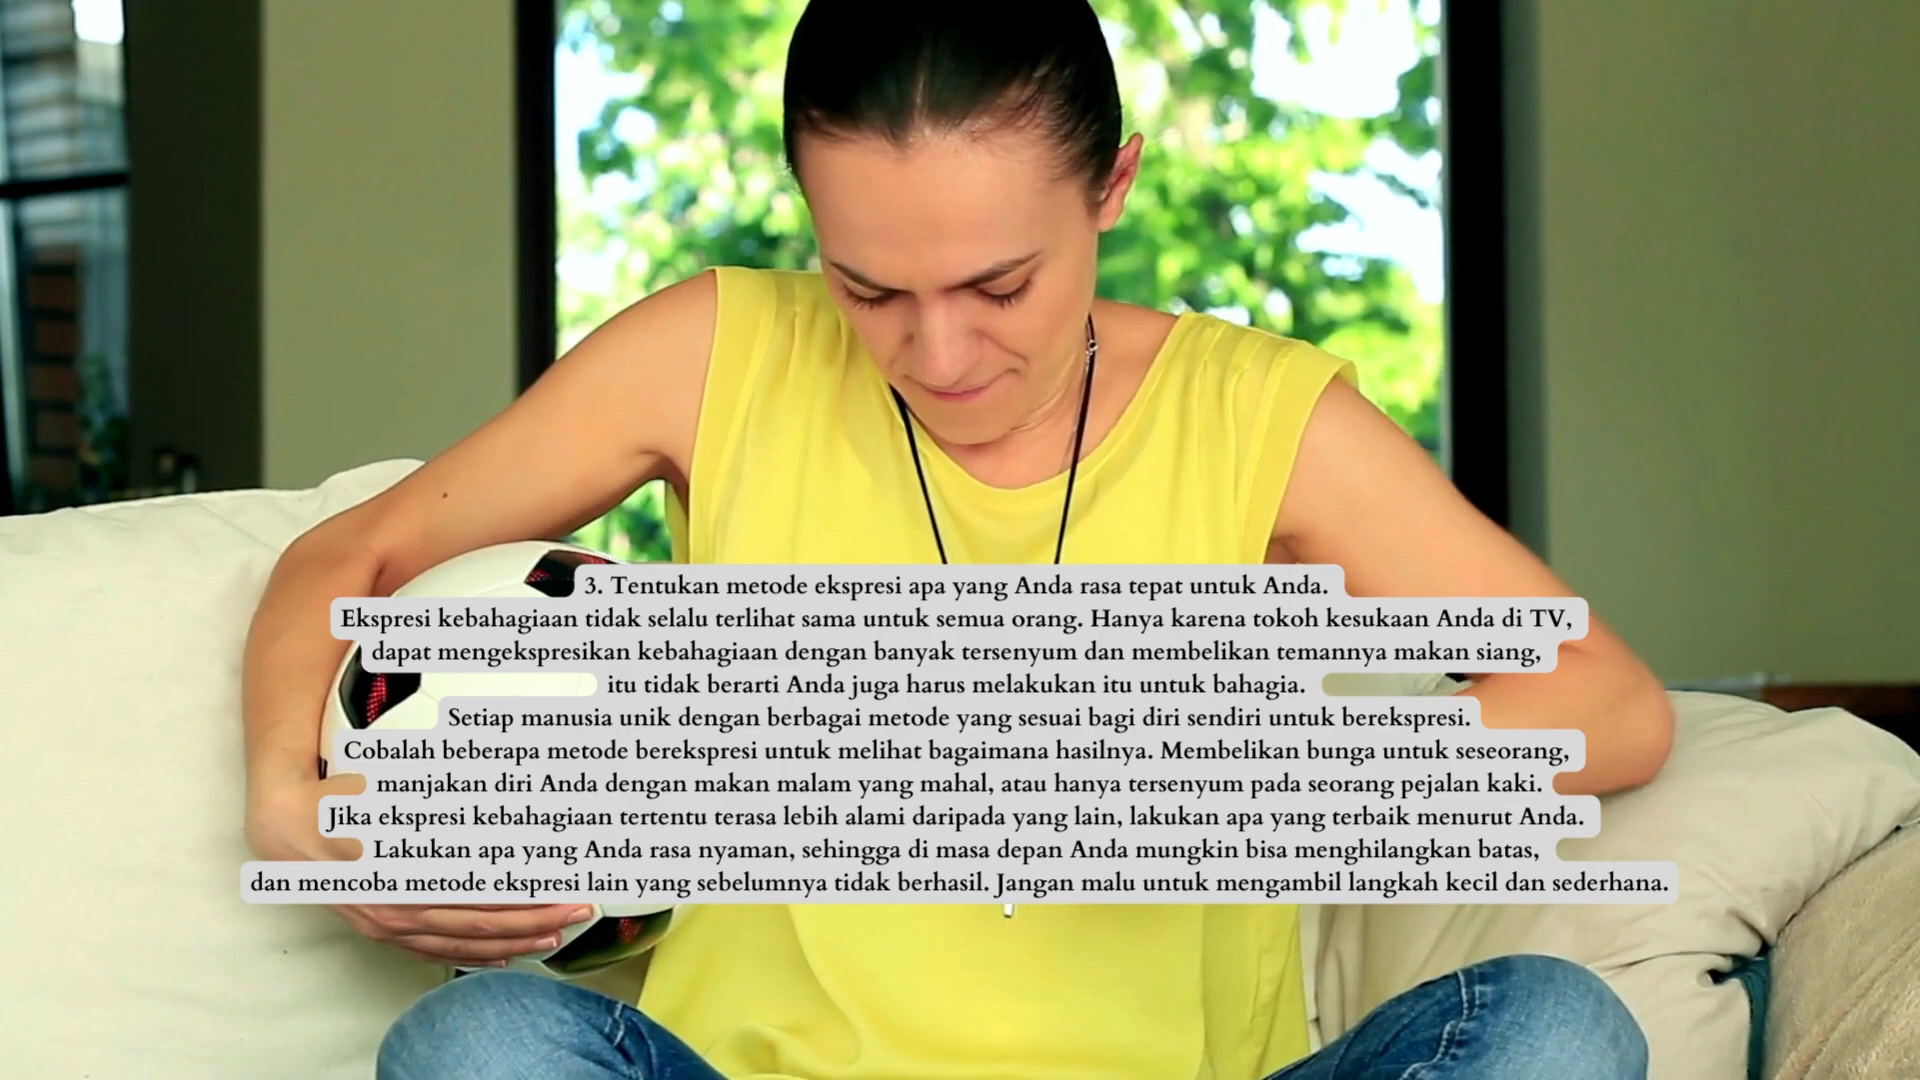 3. Tentukan metode ekspresi apa yang Anda rasa tepat untuk Anda.
Ekspresi kebahagiaan tidak selalu terlihat sama untuk semua orang. Hanya karena tokoh kesukaan Anda di TV,
dapat mengekspresikan kebahagiaan dengan banyak tersenyum dan membelikan temannya makan siang,
itu tidak berarti Anda juga harus melakukan itu untuk bahagia.
Setiap manusia unik dengan berbagai metode yang sesuai bagi diri sendiri untuk berekspresi.
Cobalah beberapa metode berekspresi untuk melihat bagaimana hasilnya. Membelikan bunga untuk seseorang,
manjakan diri Anda dengan makan malam yang mahal, atau hanya tersenyum pada seorang pejalan kaki.
Jika ekspresi kebahagiaan tertentu terasa lebih alami daripada yang lain, lakukan apa yang terbaik menurut Anda.
Lakukan apa yang Anda rasa nyaman, sehingga di masa depan Anda mungkin bisa menghilangkan batas,
dan mencoba metode ekspresi lain yang sebelumnya tidak berhasil. Jangan malu untuk mengambil langkah kecil dan sederhana.